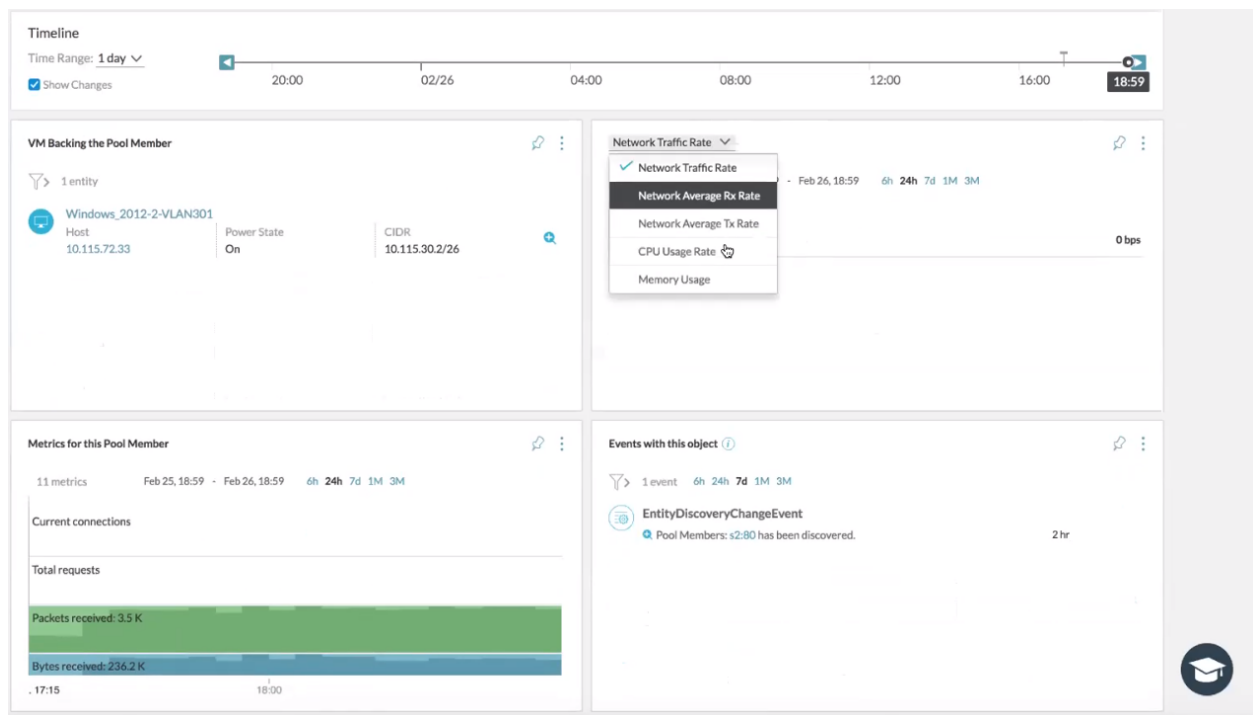 Timeline
Time Range: 1 day
Show Changes
20:00 02/26 04:00 08:00 12:00 16:00 18:59
VM Backing the Pool Member
1 entity
Windows_2012-2-VLAN301
Host Power State CIDR
10.115.72.33 On 10.115.30.2/26
Network Traffic Rate
Network Traffic Rate
Network Average Rx Rate
Network Average Tx Rate
CPU Usage Rate
Memory Usage
- Feb 26, 18:59 6h 24h 7d 1M 3M
0 bps
Metrics for this Pool Member
11 metrics Feb 25, 18:59 - Feb 26, 18:59 6h 24h 7d 1M 3M
Current connections
Total requests
Packets received: 3.5 K
Bytes received: 236.2 K
. 17:15 18:00
Events with this object
1 event 6h 24h 7d 1M 3M
EntityDiscoveryChangeEvent
Pool Members: s2:80 has been discovered. 2 hr